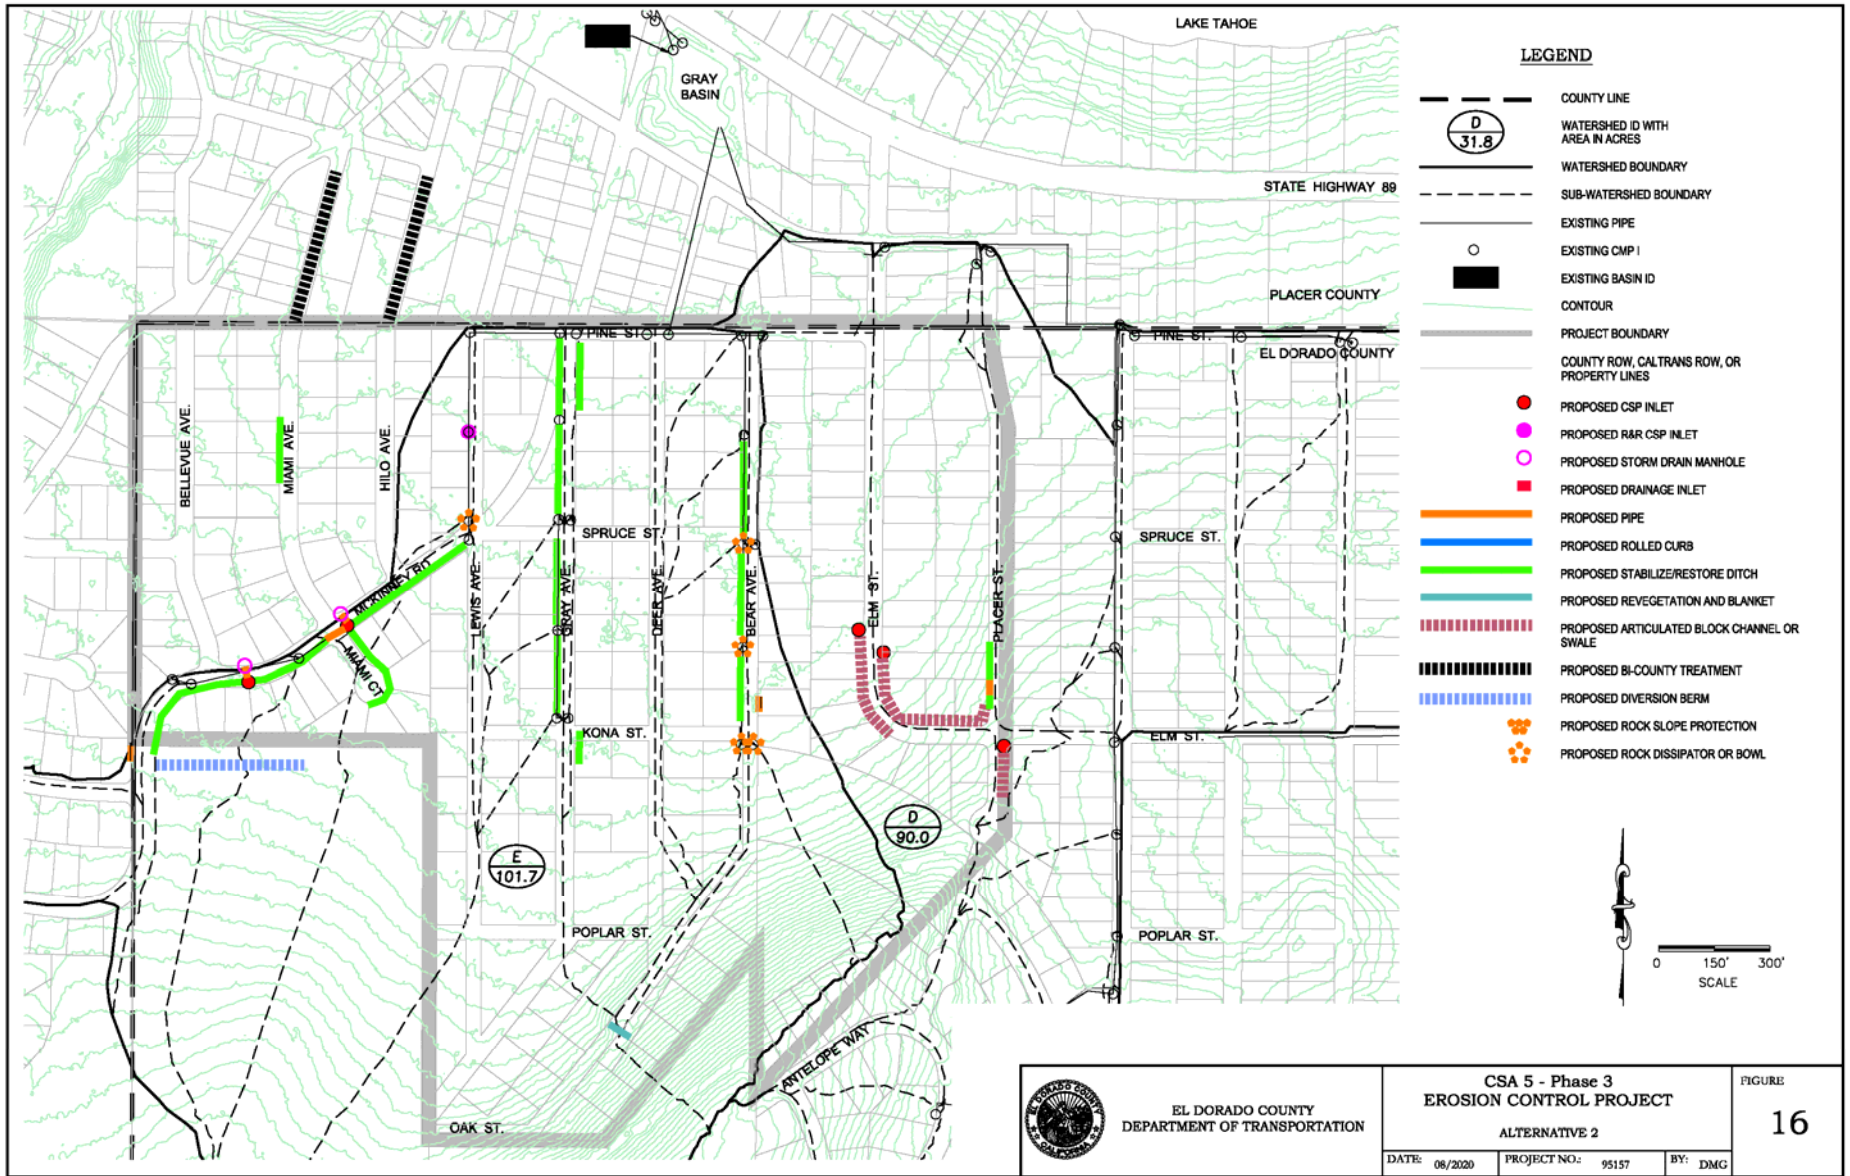 LAKE TAHOE
GRAY
BASIN
STATE HIGHWAY 89
PLACER COUNTY
PINE ST.
PINE ST.
EL DORADO COUNTY
BELLEVUE AVE.
MIAMI AVE.
HILO AVE.
SPRUCE ST.
SPRUCE ST.
MCKINNEY RD
LEWIS AVE.
GRAY AVE.
DEER AVE.
BEAR AVE.
ELM ST.
PLACER ST.
MIAMI CT
KONA ST.
ELM ST.
D
90.0
E
101.7
POPLAR ST.
POPLAR ST.
ANTELOPE WAY
OAK ST.
LEGEND
COUNTY LINE
D
31.8
WATERSHED ID WITH
AREA IN ACRES
WATERSHED BOUNDARY
SUB-WATERSHED BOUNDARY
EXISTING PIPE
EXISTING CMP I
EXISTING BASIN ID
CONTOUR
PROJECT BOUNDARY
COUNTY ROW, CALTRANS ROW, OR
PROPERTY LINES
PROPOSED CSP INLET
PROPOSED R&R CSP INLET
PROPOSED STORM DRAIN MANHOLE
PROPOSED DRAINAGE INLET
PROPOSED PIPE
PROPOSED ROLLED CURB
PROPOSED STABILIZE/RESTORE DITCH
PROPOSED REVEGETATION AND BLANKET
PROPOSED ARTICULATED BLOCK CHANNEL OR
SWALE
PROPOSED BI-COUNTY TREATMENT
PROPOSED DIVERSION BERM
PROPOSED ROCK SLOPE PROTECTION
PROPOSED ROCK DISSIPATOR OR BOWL
0 150' 300'
SCALE
EL DORADO COUNTY
CALIFORNIA
EL DORADO COUNTY
DEPARTMENT OF TRANSPORTATION
CSA 5 - Phase 3
EROSION CONTROL PROJECT
ALTERNATIVE 2
FIGURE
16
DATE: 08/2020
PROJECT NO.: 95157
BY: DMG